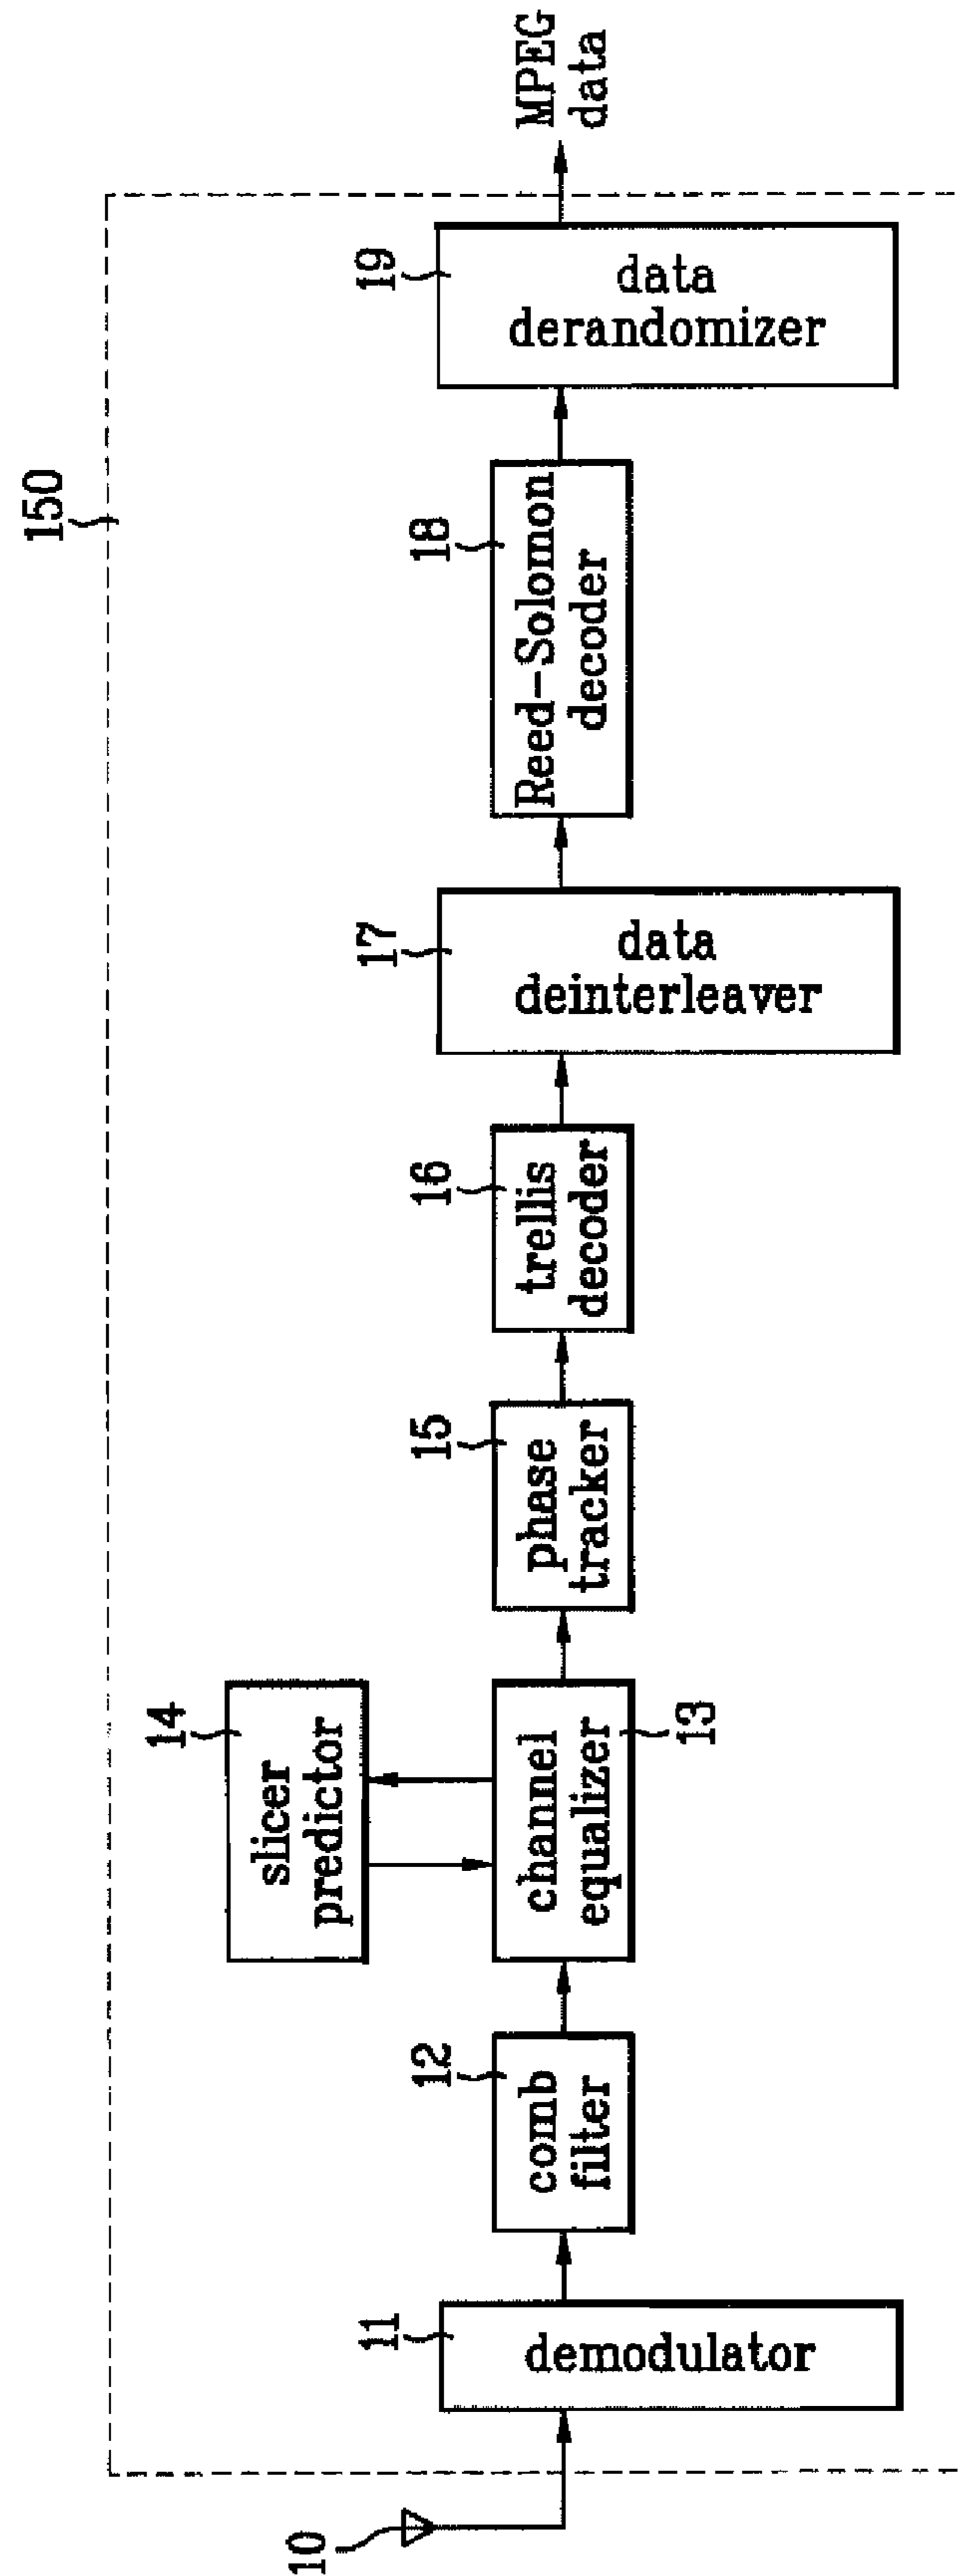 150
10
11
demodulator
12
comb
filter
14
slicer
predictor
channel
equalizer
13
15
phase
tracker
16
trellis
decoder
17
data
deinterleaver
18
Reed-Solomon
decoder
19
data
derandomizer
MPEG
data